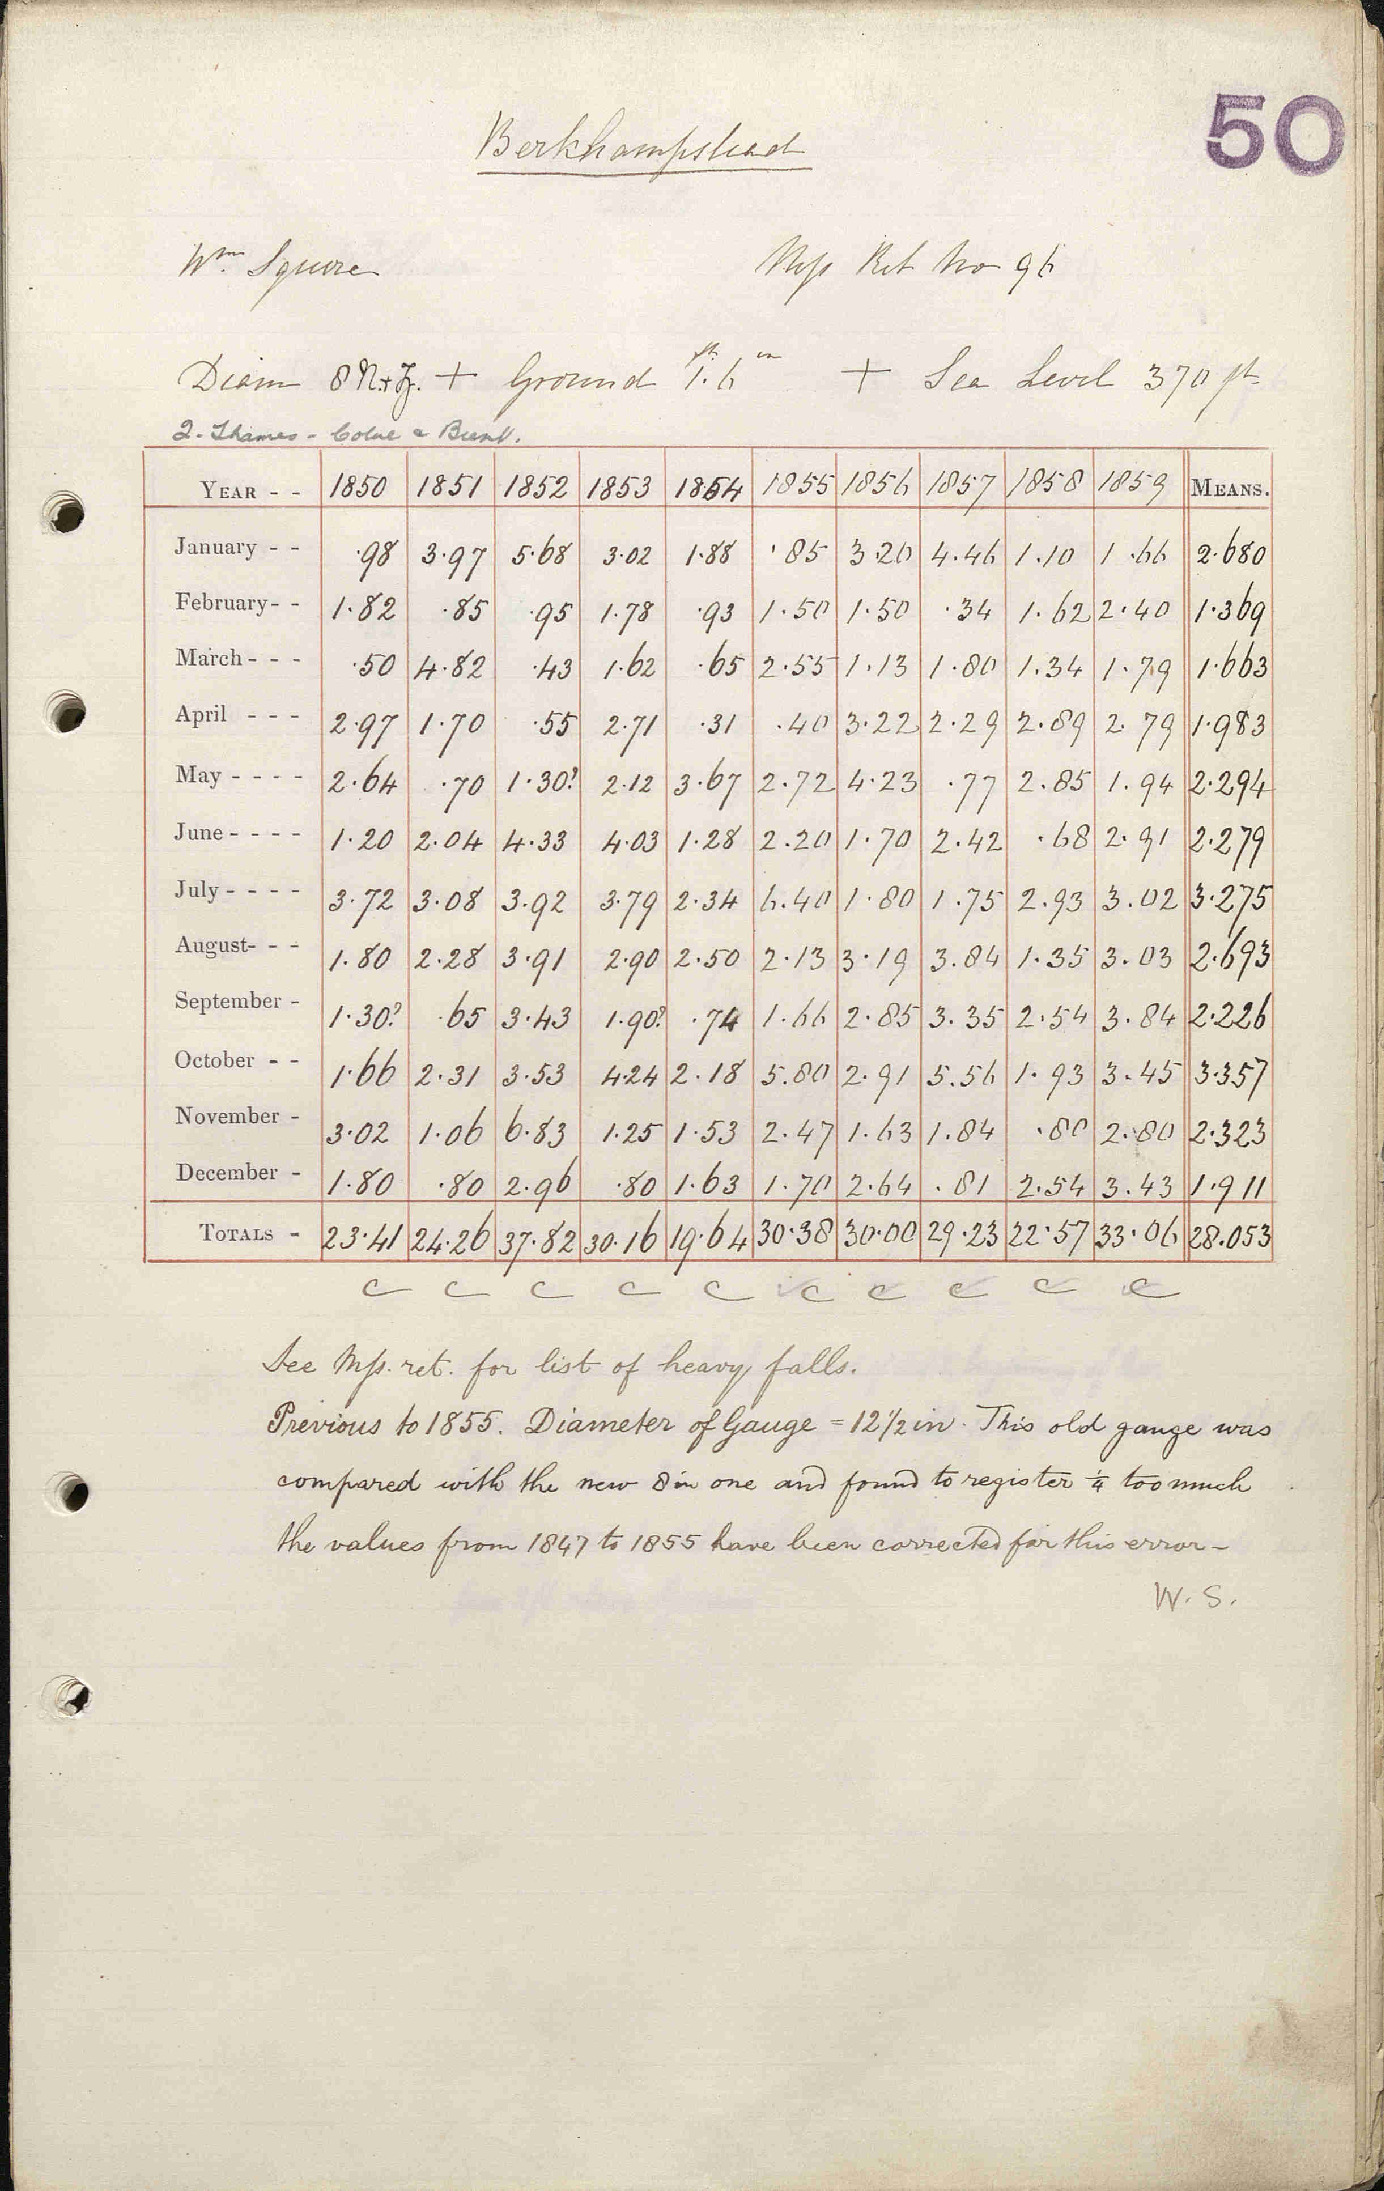 50
Berkhampstead
Wm. Squire Mss Ret No 96
Diam 8 + Ground 1ft. 6in + Sea Level 370 ft
2. Thames - Colne & Brent.
YEAR - - 1850 1851 1852 1853 1854 1855 1856 1857 1858 1859 MEANS.
January - - ·98 3·97 5·68 3·02 1·88 ·85 3·20 4·46 1·10 1·66 2·680
February- - 1·82 ·85 ·95 1·78 ·93 1·50 1·50 ·34 1·62 2·40 1·369
March - - - ·50 4·82 ·43 1·62 ·65 2·55 1·13 1·80 1·34 1·79 1·663
April - - - 2·97 1·70 ·55 2·71 ·31 ·40 3·22 2·29 2·89 2·79 1·983
May - - - - 2·64 ·70 1·30? 2·12 3·67 2·72 4·23 ·77 2·85 1·94 2·294
June - - - - 1·20 2·04 4·33 4·03 1·28 2·20 1·70 2·42 ·68 2·91 2·279
July - - - - 3·72 3·08 3·92 3·79 2·34 6·40 1·80 1·75 2·93 3·02 3·275
August- - - 1·80 2·28 3·91 2·90 2·50 2·13 3·19 3·84 1·35 3·03 2·693
September - 1·30? ·65 3·43 1·90? ·74 1·66 2·85 3·35 2·54 3·84 2·226
October - - 1·66 2·31 3·53 4·24 2·18 5·80 2·91 5·56 1·93 3·45 3·357
November - 3·02 1·06 6·83 1·25 1·53 2·47 1·63 1·84 ·80 2·80 2·323
December - 1·80 ·80 2·96 ·80 1·63 1·70 2·64 ·81 2·54 3·43 1·911
TOTALS - 23·41 24·26 37·82 30·16 19·64 30·38 30·00 29·23 22·57 33·06 28·053
c c c c c c c c c c
See Mss. ret. for list of heavy falls.
Previous to 1855. Diameter of Gauge = 12 1/2 in. This old gauge was
compared with the new 8 in one and found to register 1/4 too much
the values from 1847 to 1855 have been corrected for this error -
W. S.